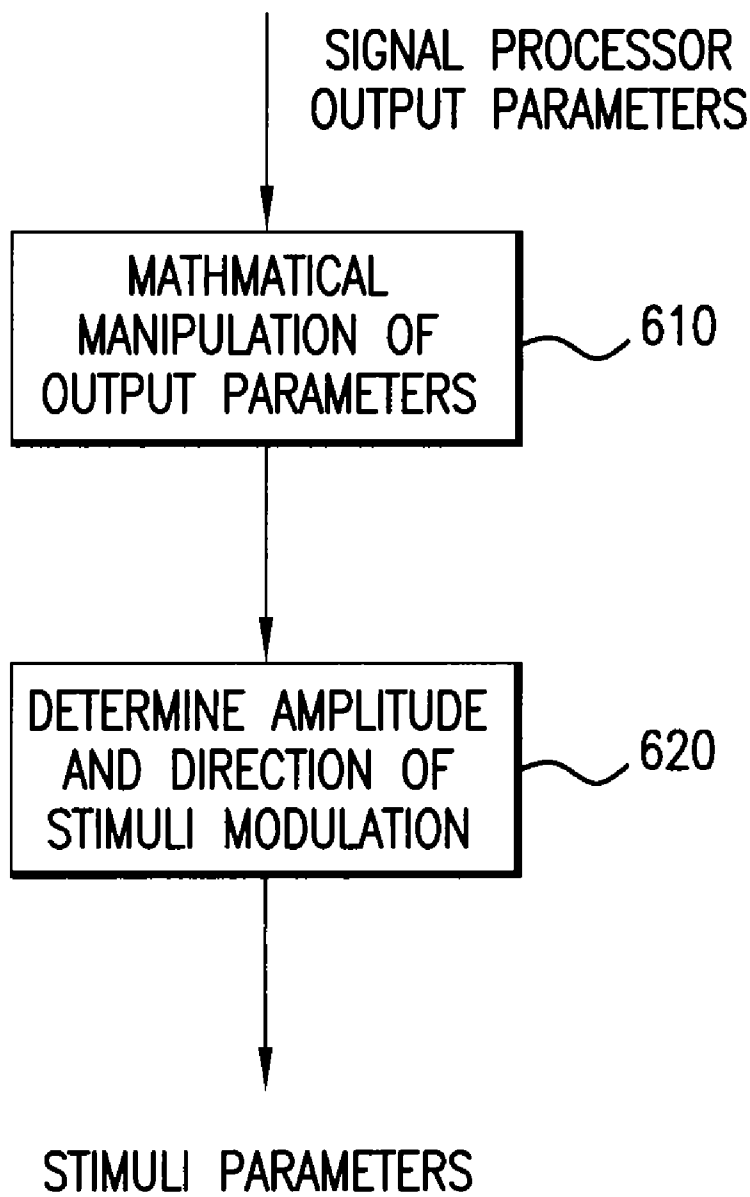 SIGNAL PROCESSOR
OUTPUT PARAMETERS
MATHMATICAL
MANIPULATION OF
OUTPUT PARAMETERS
610
DETERMINE AMPLITUDE
AND DIRECTION OF
STIMULI MODULATION
620
STIMULI PARAMETERS